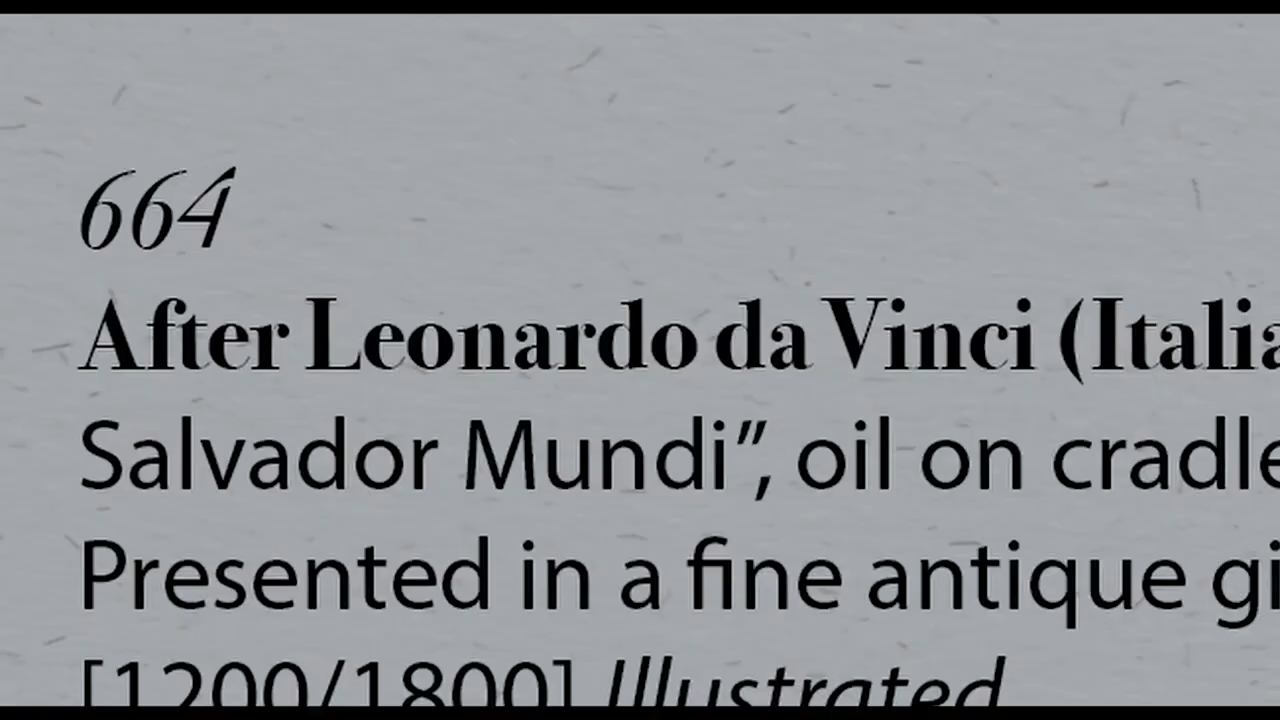 664
After Leonardo da Vinci (Italia
Salvador Mundi”, oil on cradle
Presented in a fine antique gi
[1200/1800] Illustrated